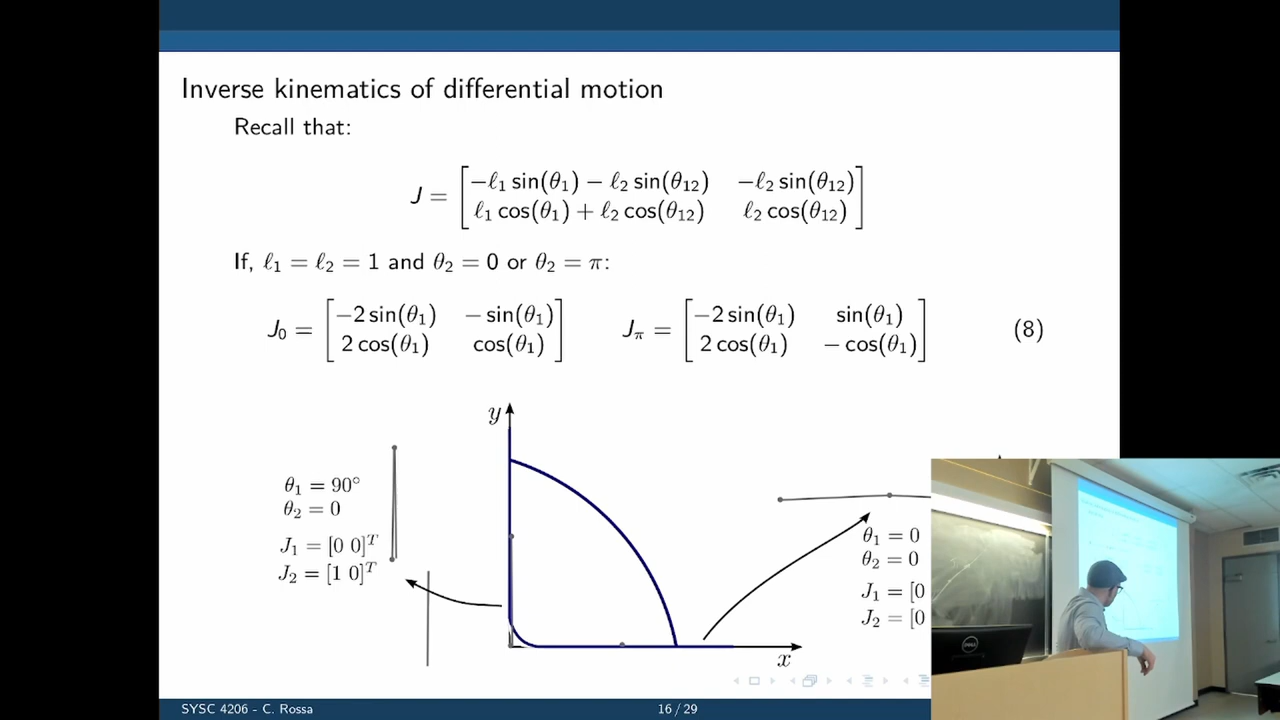 Inverse kinematics of differential motion
Recall that:
J = [−ℓ₁ sin(θ₁) − ℓ₂ sin(θ₁₂) −ℓ₂ sin(θ₁₂)
ℓ₁ cos(θ₁) + ℓ₂ cos(θ₁₂) ℓ₂ cos(θ₁₂)]
If, ℓ₁ = ℓ₂ = 1 and θ₂ = 0 or θ₂ = π:
J₀ = [−2 sin(θ₁) − sin(θ₁) 2 cos(θ₁) cos(θ₁)] J_π = [−2 sin(θ₁) sin(θ₁) 2 cos(θ₁) − cos(θ₁)] (8)
y
θ₁ = 90°
θ₂ = 0
J₁ = [0 0]ᵀ
J₂ = [1 0]ᵀ
θ₁ = 0
θ₂ = 0
J₁ = [0
J₂ = [0
x
SYSC 4206 - C. Rossa 16 / 29
DELL